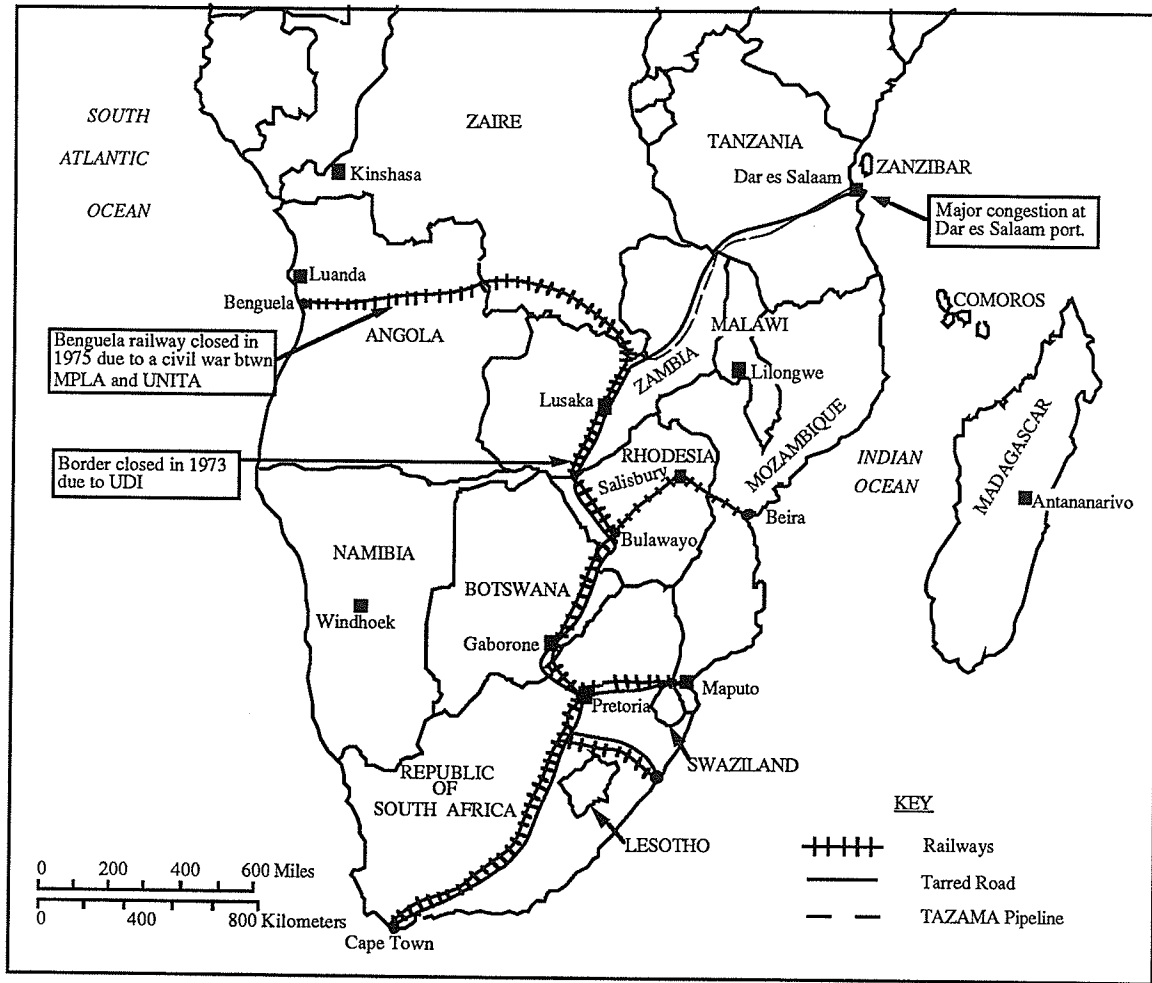 SOUTH
ATLANTIC
OCEAN
ZAIRE
Kinshasa
TANZANIA
Dar es Salaam
ZANZIBAR
Major congestion at
Dar es Salaam port.
Luanda
Benguela
ANGOLA
Benguela railway closed in
1975 due to a civil war btwn
MPLA and UNITA
COMOROS
MALAWI
ZAMBIA
Lilongwe
Lusaka
MOZAMBIQUE
MADAGASCAR
Antananarivo
INDIAN
OCEAN
Border closed in 1973
due to UDI
RHODESIA
Salisbury
Beira
Bulawayo
NAMIBIA
Windhoek
BOTSWANA
Gaborone
Maputo
Pretoria
SWAZILAND
REPUBLIC
OF
SOUTH AFRICA
LESOTHO
Cape Town
KEY
Railways
Tarred Road
TAZAMA Pipeline
0 200 400 600 Miles
0 400 800 Kilometers